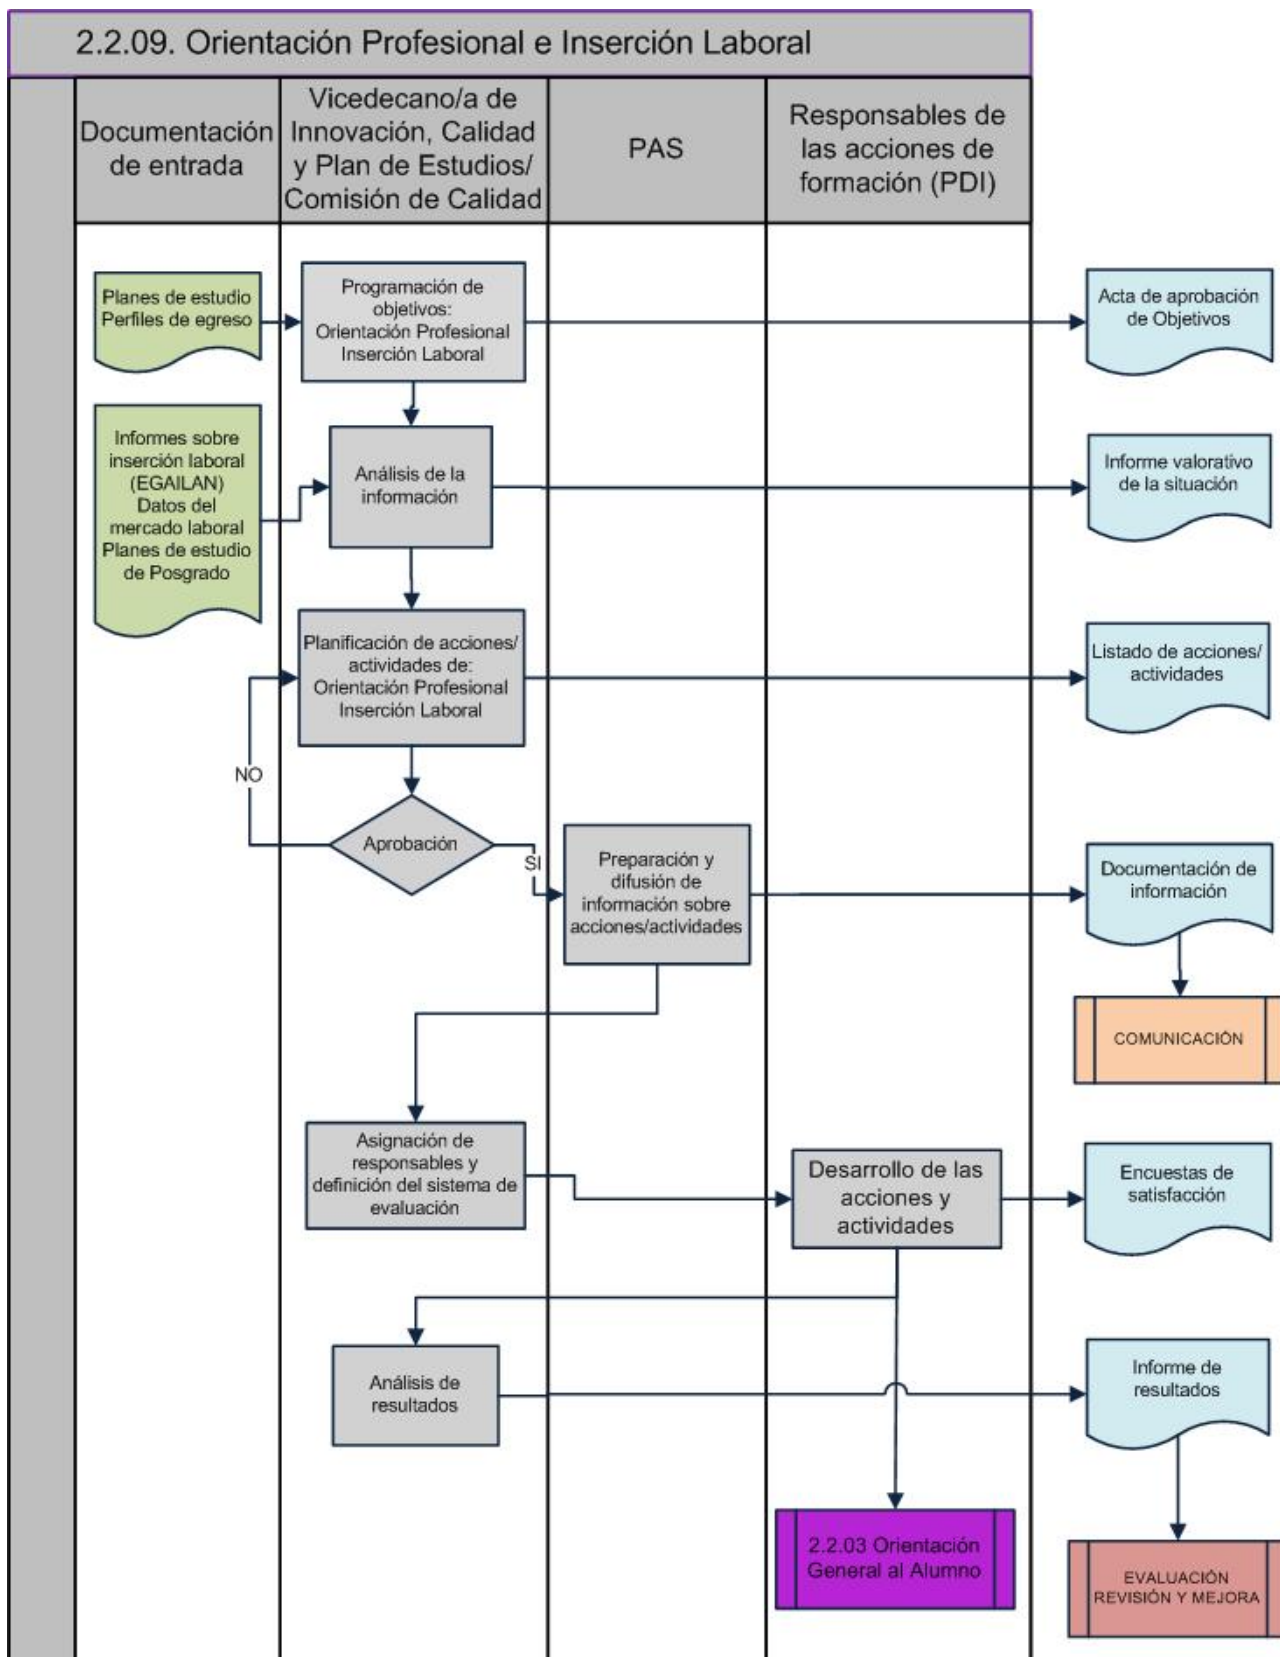 2.2.09. Orientación Profesional e Inserción Laboral
Documentación
de entrada
Vicedecano/a de
Innovación, Calidad
y Plan de Estudios/
Comisión de Calidad
PAS
Responsables de
las acciones de
formación (PDI)
Planes de estudio
Perfiles de egreso
Programación de
objetivos:
Orientación Profesional
Inserción Laboral
Acta de aprobación
de Objetivos
Informes sobre
inserción laboral
(EGAILAN)
Datos del
mercado laboral
Planes de estudio
de Posgrado
Análisis de la
información
Informe valorativo
de la situación
Planificación de acciones/
actividades de:
Orientación Profesional
Inserción Laboral
Listado de acciones/
actividades
NO
Aprobación
SI
Preparación y
difusión de
información sobre
acciones/actividades
Documentación de
información
COMUNICACIÓN
Asignación de
responsables y
definición del sistema de
evaluación
Desarrollo de las
acciones y
actividades
Encuestas de
satisfacción
Análisis de
resultados
Informe de
resultados
2.2.03 Orientación
General al Alumno
EVALUACIÓN
REVISIÓN Y MEJORA